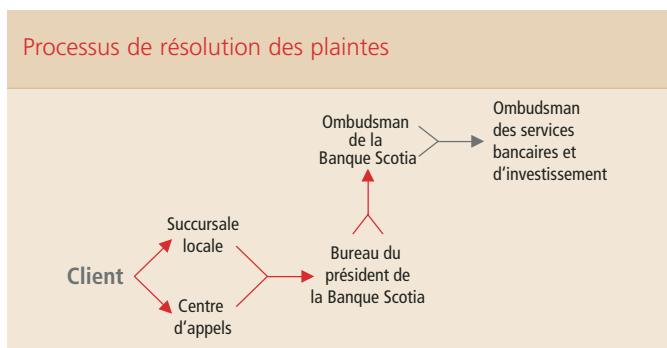 Processus de résolution des plaintes
Client
Succursale
locale
Centre
d'appels
Bureau du
président de
la Banque Scotia
Ombudsman
de la
Banque Scotia
Ombudsman
des services
bancaires et
d'investissement